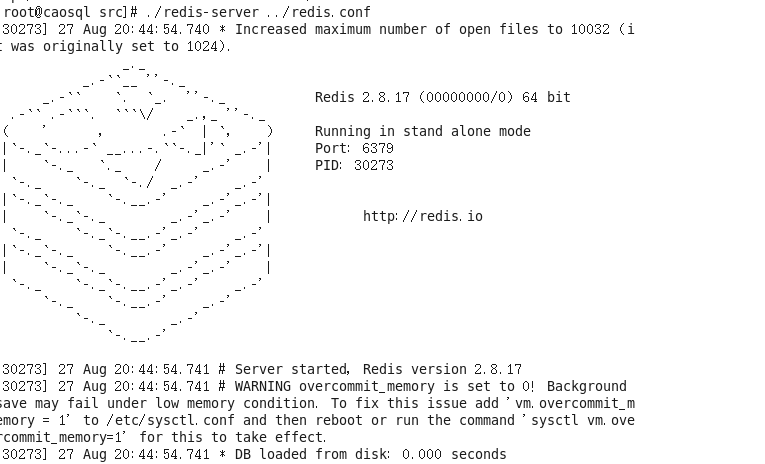 root@caosql src]# ./redis-server ../redis.conf
30273] 27 Aug 20:44:54.740 * Increased maximum number of open files to 10032 (i
t was originally set to 1024).
Redis 2.8.17 (00000000/0) 64 bit
Running in stand alone mode
Port: 6379
PID: 30273
http://redis.io
30273] 27 Aug 20:44:54.741 # Server started, Redis version 2.8.17
30273] 27 Aug 20:44:54.741 # WARNING overcommit_memory is set to 0! Background
save may fail under low memory condition. To fix this issue add 'vm.overcommit_m
emory = 1' to /etc/sysctl.conf and then reboot or run the command 'sysctl vm.ove
rcommit_memory=1' for this to take effect.
30273] 27 Aug 20:44:54.741 * DB loaded from disk: 0.000 seconds